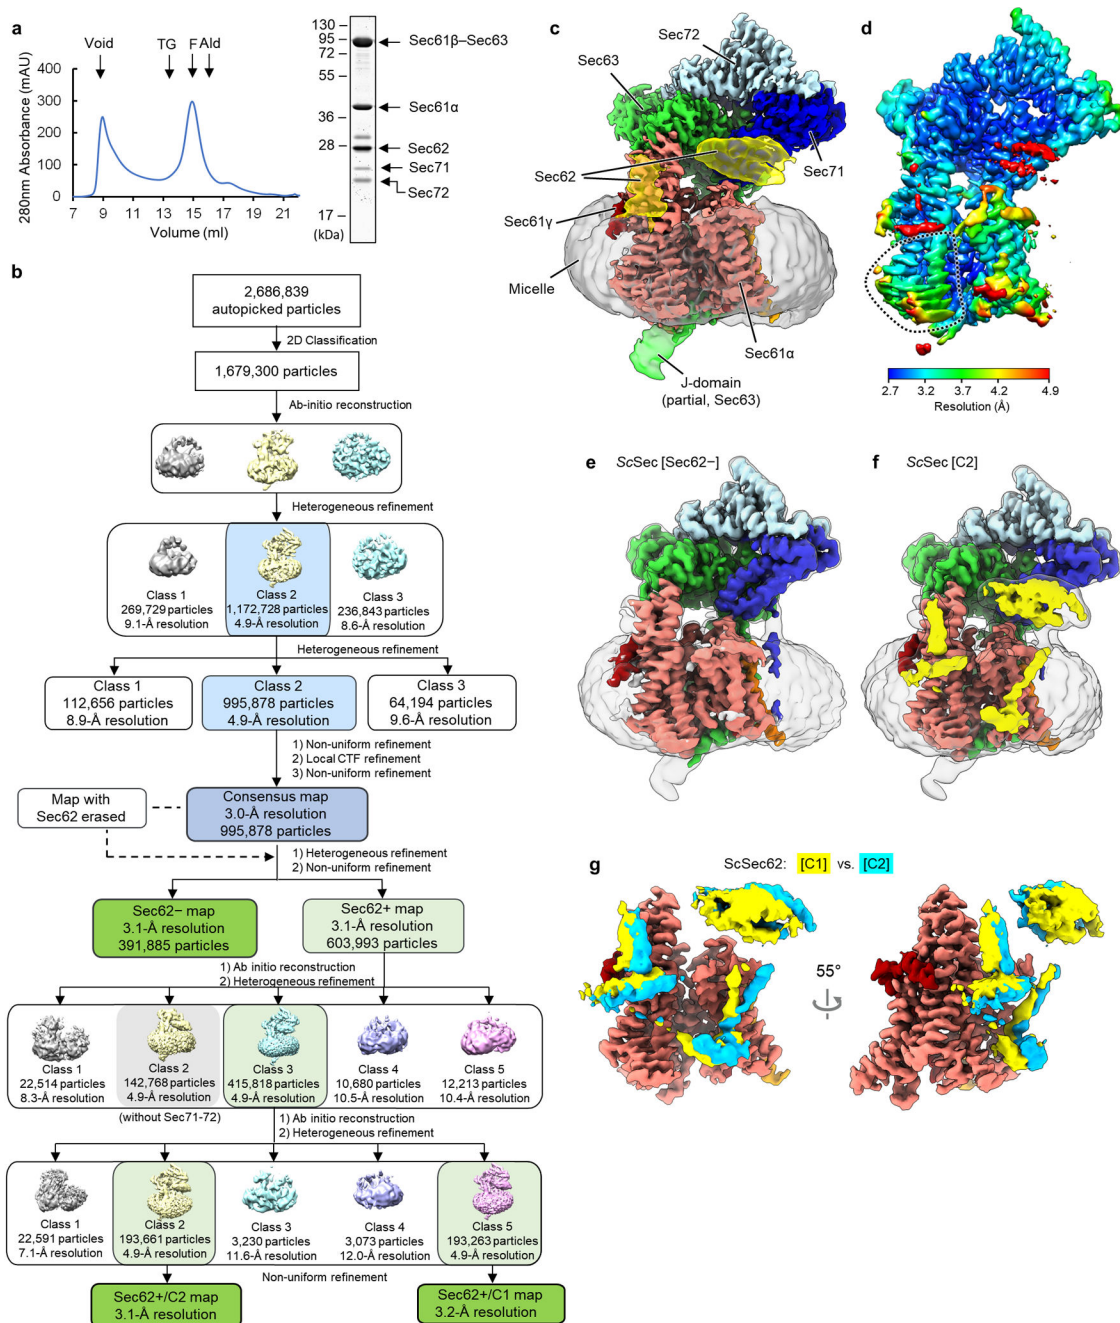 a
Void
TG
F
Ald
280nm Absorbance (mAU)
400
300
200
100
0
7
9
11
13
15
17
19
21
Volume (ml)
130
95
72
55
36
28
17
(kDa)
Sec61β–Sec63
Sec61α
Sec62
Sec71
Sec72
b
2,686,839
autopicked particles
2D Classification
1,679,300 particles
Ab-initio reconstruction
Heterogeneous refinement
Class 1
269,729 particles
9.1-Å resolution
Class 2
1,172,728 particles
4.9-Å resolution
Class 3
236,843 particles
8.6-Å resolution
Heterogeneous refinement
Class 1
112,656 particles
8.9-Å resolution
Class 2
995,878 particles
4.9-Å resolution
Class 3
64,194 particles
9.6-Å resolution
1) Non-uniform refinement
2) Local CTF refinement
3) Non-uniform refinement
Map with
Sec62 erased
Consensus map
3.0-Å resolution
995,878 particles
1) Heterogeneous refinement
2) Non-uniform refinement
Sec62– map
3.1-Å resolution
391,885 particles
Sec62+ map
3.1-Å resolution
603,993 particles
1) Ab initio reconstruction
2) Heterogeneous refinement
Class 1
22,514 particles
8.3-Å resolution
Class 2
142,768 particles
4.9-Å resolution
Class 3
415,818 particles
4.9-Å resolution
Class 4
10,680 particles
10.5-Å resolution
Class 5
12,213 particles
10.4-Å resolution
(without Sec71-72)
1) Ab initio reconstruction
2) Heterogeneous refinement
Class 1
22,591 particles
7.1-Å resolution
Class 2
193,661 particles
4.9-Å resolution
Class 3
3,230 particles
11.6-Å resolution
Class 4
3,073 particles
12.0-Å resolution
Class 5
193,263 particles
4.9-Å resolution
Non-uniform refinement
Sec62+/C2 map
3.1-Å resolution
Sec62+/C1 map
3.2-Å resolution
c
Sec72
Sec63
Sec62
Sec71
Sec61γ
Micelle
Sec61α
J-domain
(partial, Sec63)
d
2.7
3.2
3.7
4.2
4.9
Resolution (Å)
e
ScSec [Sec62–]
f
ScSec [C2]
g
ScSec62: [C1] vs. [C2]
55°